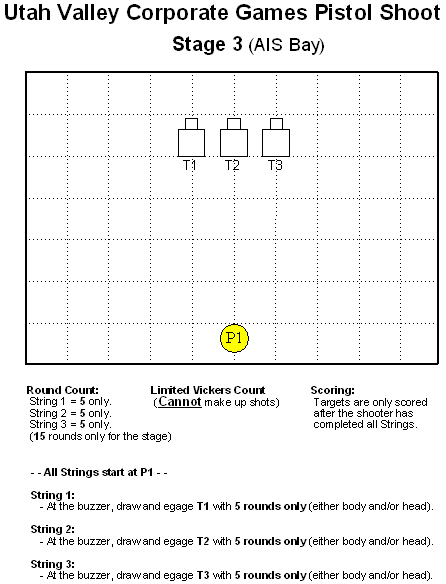 Utah Valley Corporate Games Pistol Shoot
Stage 3 (AIS Bay)
T1 T2 T3
P1
Round Count:
String 1 = 5 only.
String 2 = 5 only.
String 3 = 5 only.
(15 rounds only for the stage)
Limited Vickers Count
(Cannot make up shots)
Scoring:
Targets are only scored
after the shooter has
completed all Strings.
- - All Strings start at P1 - -
String 1:
- At the buzzer, draw and egage T1 with 5 rounds only (either body and/or head).
String 2:
- At the buzzer, draw and egage T2 with 5 rounds only (either body and/or head).
String 3:
- At the buzzer, draw and egage T3 with 5 rounds only (either body and/or head).